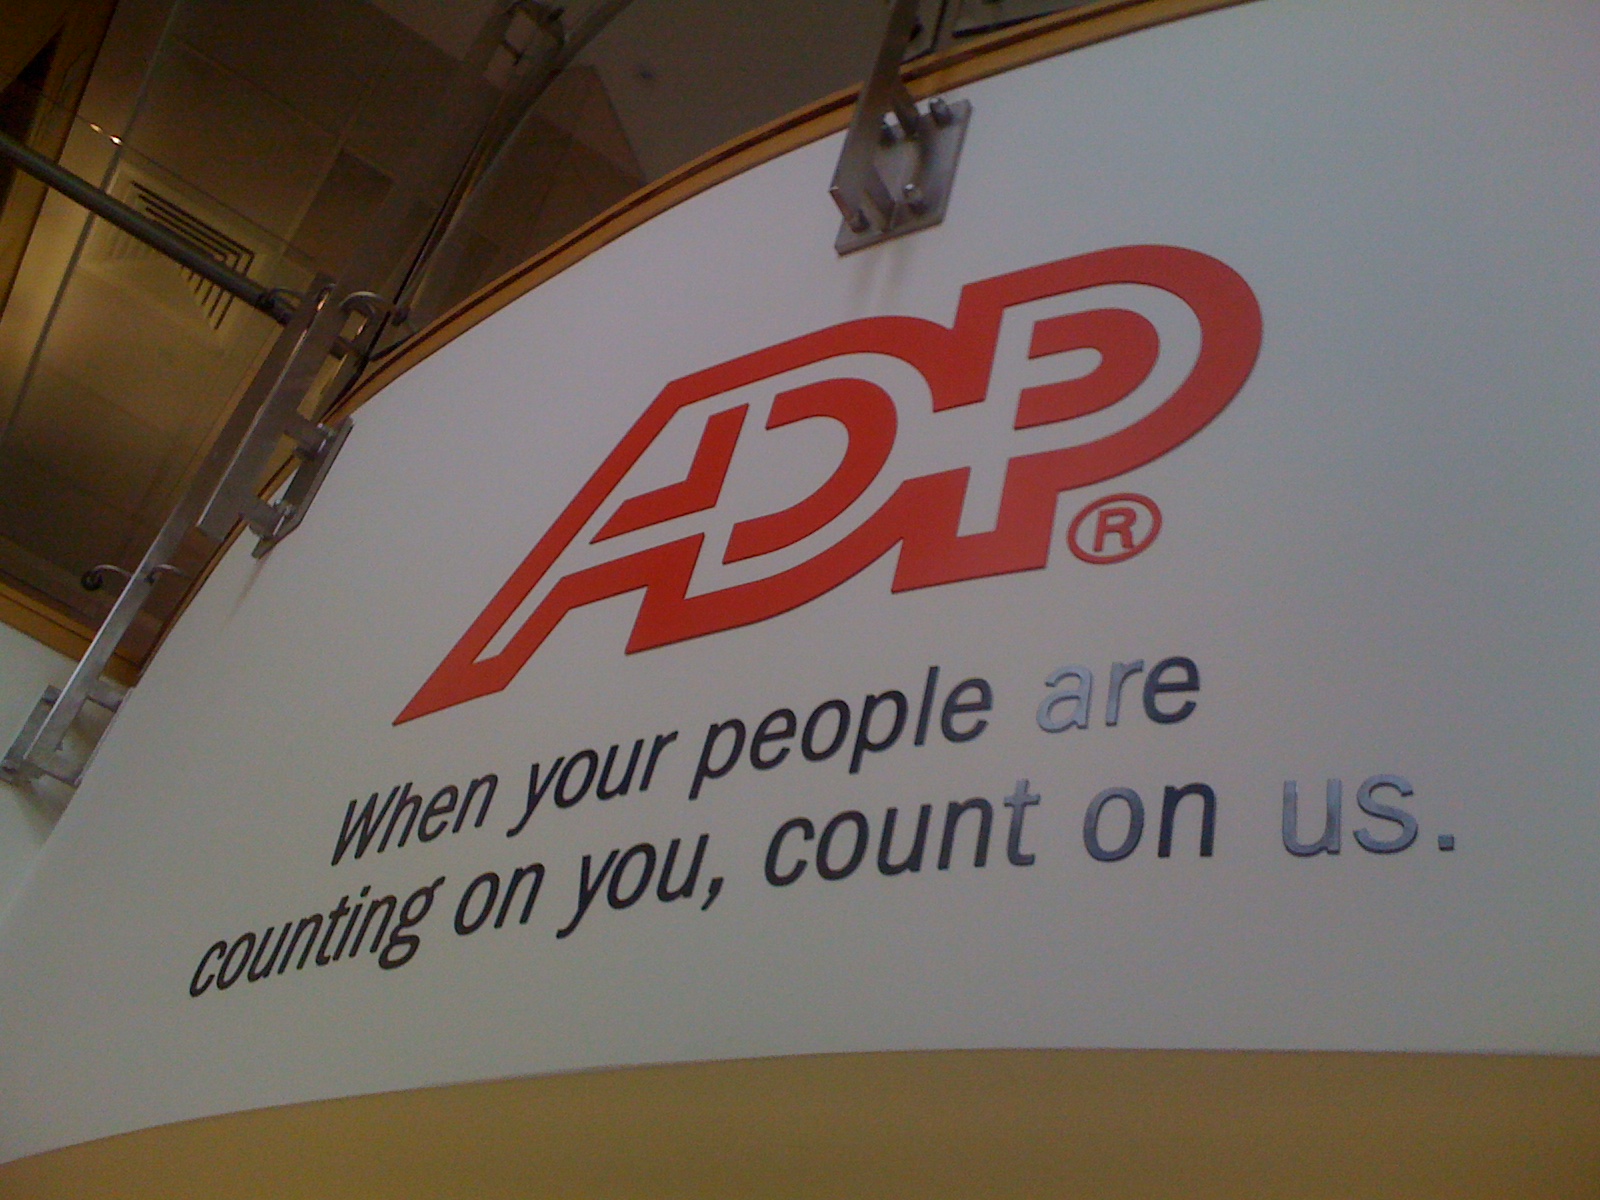 ADP®
When your people are
counting on you, count on us.